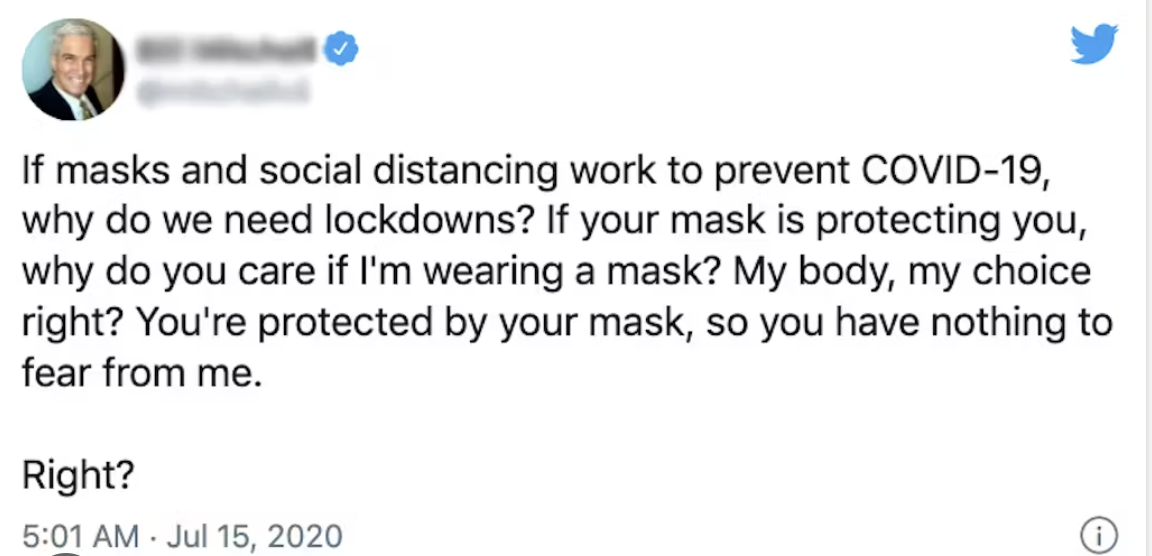 If masks and social distancing work to prevent COVID-19,
why do we need lockdowns? If your mask is protecting you,
why do you care if I'm wearing a mask? My body, my choice
right? You're protected by your mask, so you have nothing to
fear from me.
Right?
5:01 AM · Jul 15, 2020